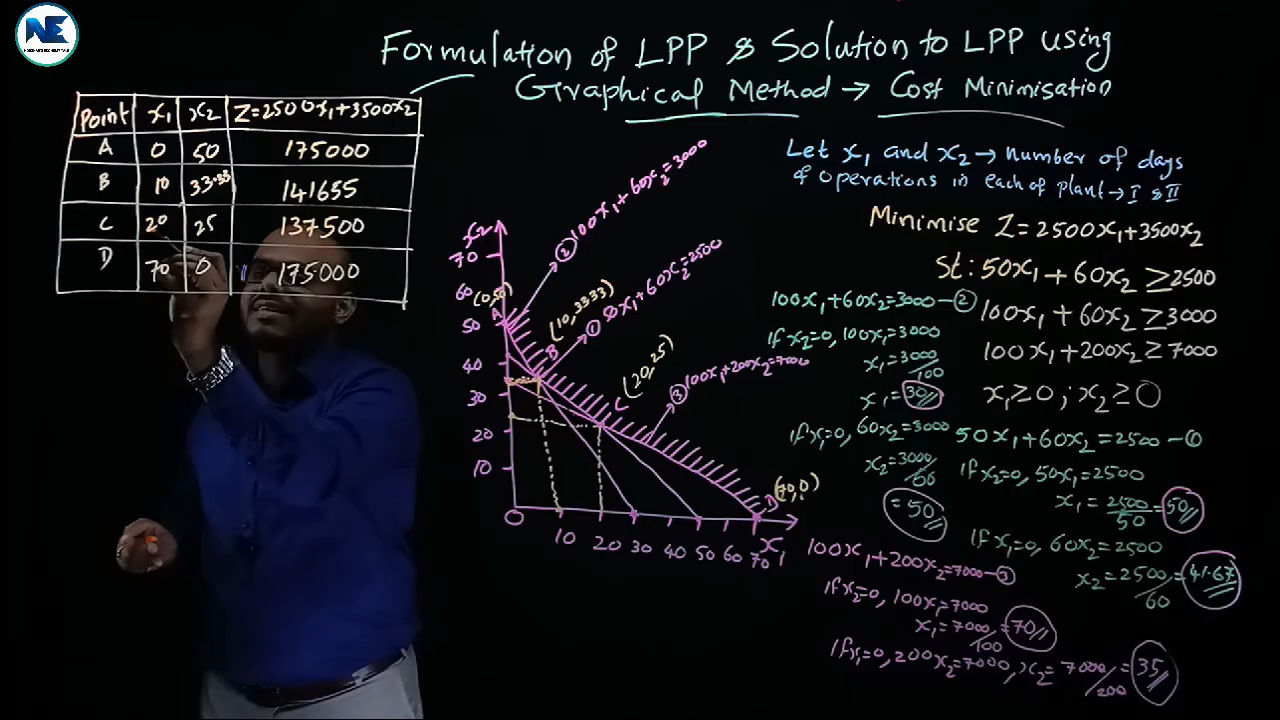 NE
Formulation of LPP & Solution to LPP using
Graphical Method → Cost Minimisation
Point x₁ x₂ Z=2500x₁+3500x₂
A 0 50 175000
B 10 33.33 141655
C 20 25 137500
D 70 0 175000
Let x₁ and x₂ → number of days
of operations in each of plant → I & II
Minimise Z = 2500x₁+3500x₂
St: 50x₁ + 60x₂ ≥ 2500
100x₁ + 60x₂ ≥ 3000
100x₁ + 200x₂ ≥ 7000
x₁ ≥ 0 ; x₂ ≥ 0
x₂
70
60
50
40
30
20
10
0
10 20 30 40 50 60 70 x₁
(0,50)
A
② 100x₁+60x₂=3000
(10,33.33)
B
① 50x₁+60x₂=2500
(20,25)
C
③ 100x₁+200x₂=7000
(70,0)
D
100x₁+60x₂=3000 – ②
If x₂=0, 100x₁=3000
x₁=3000/100
x₁=30
If x₁=0, 60x₂=3000
x₂=3000/60
=50
50x₁+60x₂=2500 – ①
If x₂=0, 50x₁=2500
x₁=2500/50=50
If x₁=0, 60x₂=2500
x₂=2500/60=41.67
100x₁+200x₂=7000 – ③
If x₂=0, 100x₁=7000
x₁=7000/100=70
If x₁=0, 200x₂=7000, x₂=7000/200=35